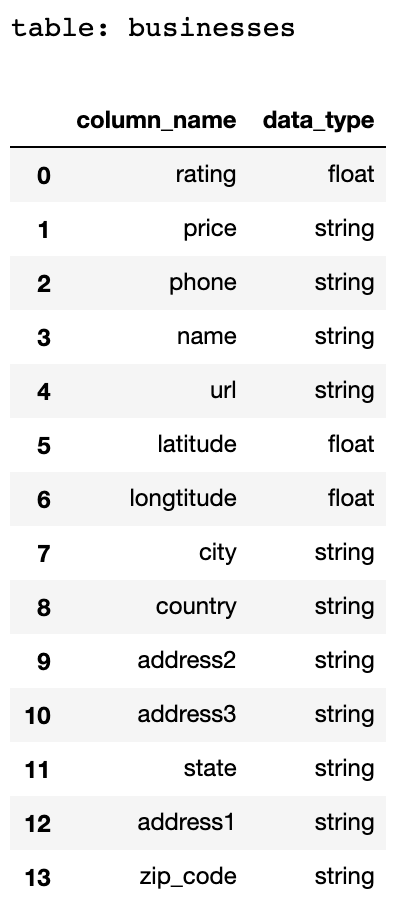 table: businesses
column_name data_type
0 rating float
1 price string
2 phone string
3 name string
4 url string
5 latitude float
6 longtitude float
7 city string
8 country string
9 address2 string
10 address3 string
11 state string
12 address1 string
13 zip_code string